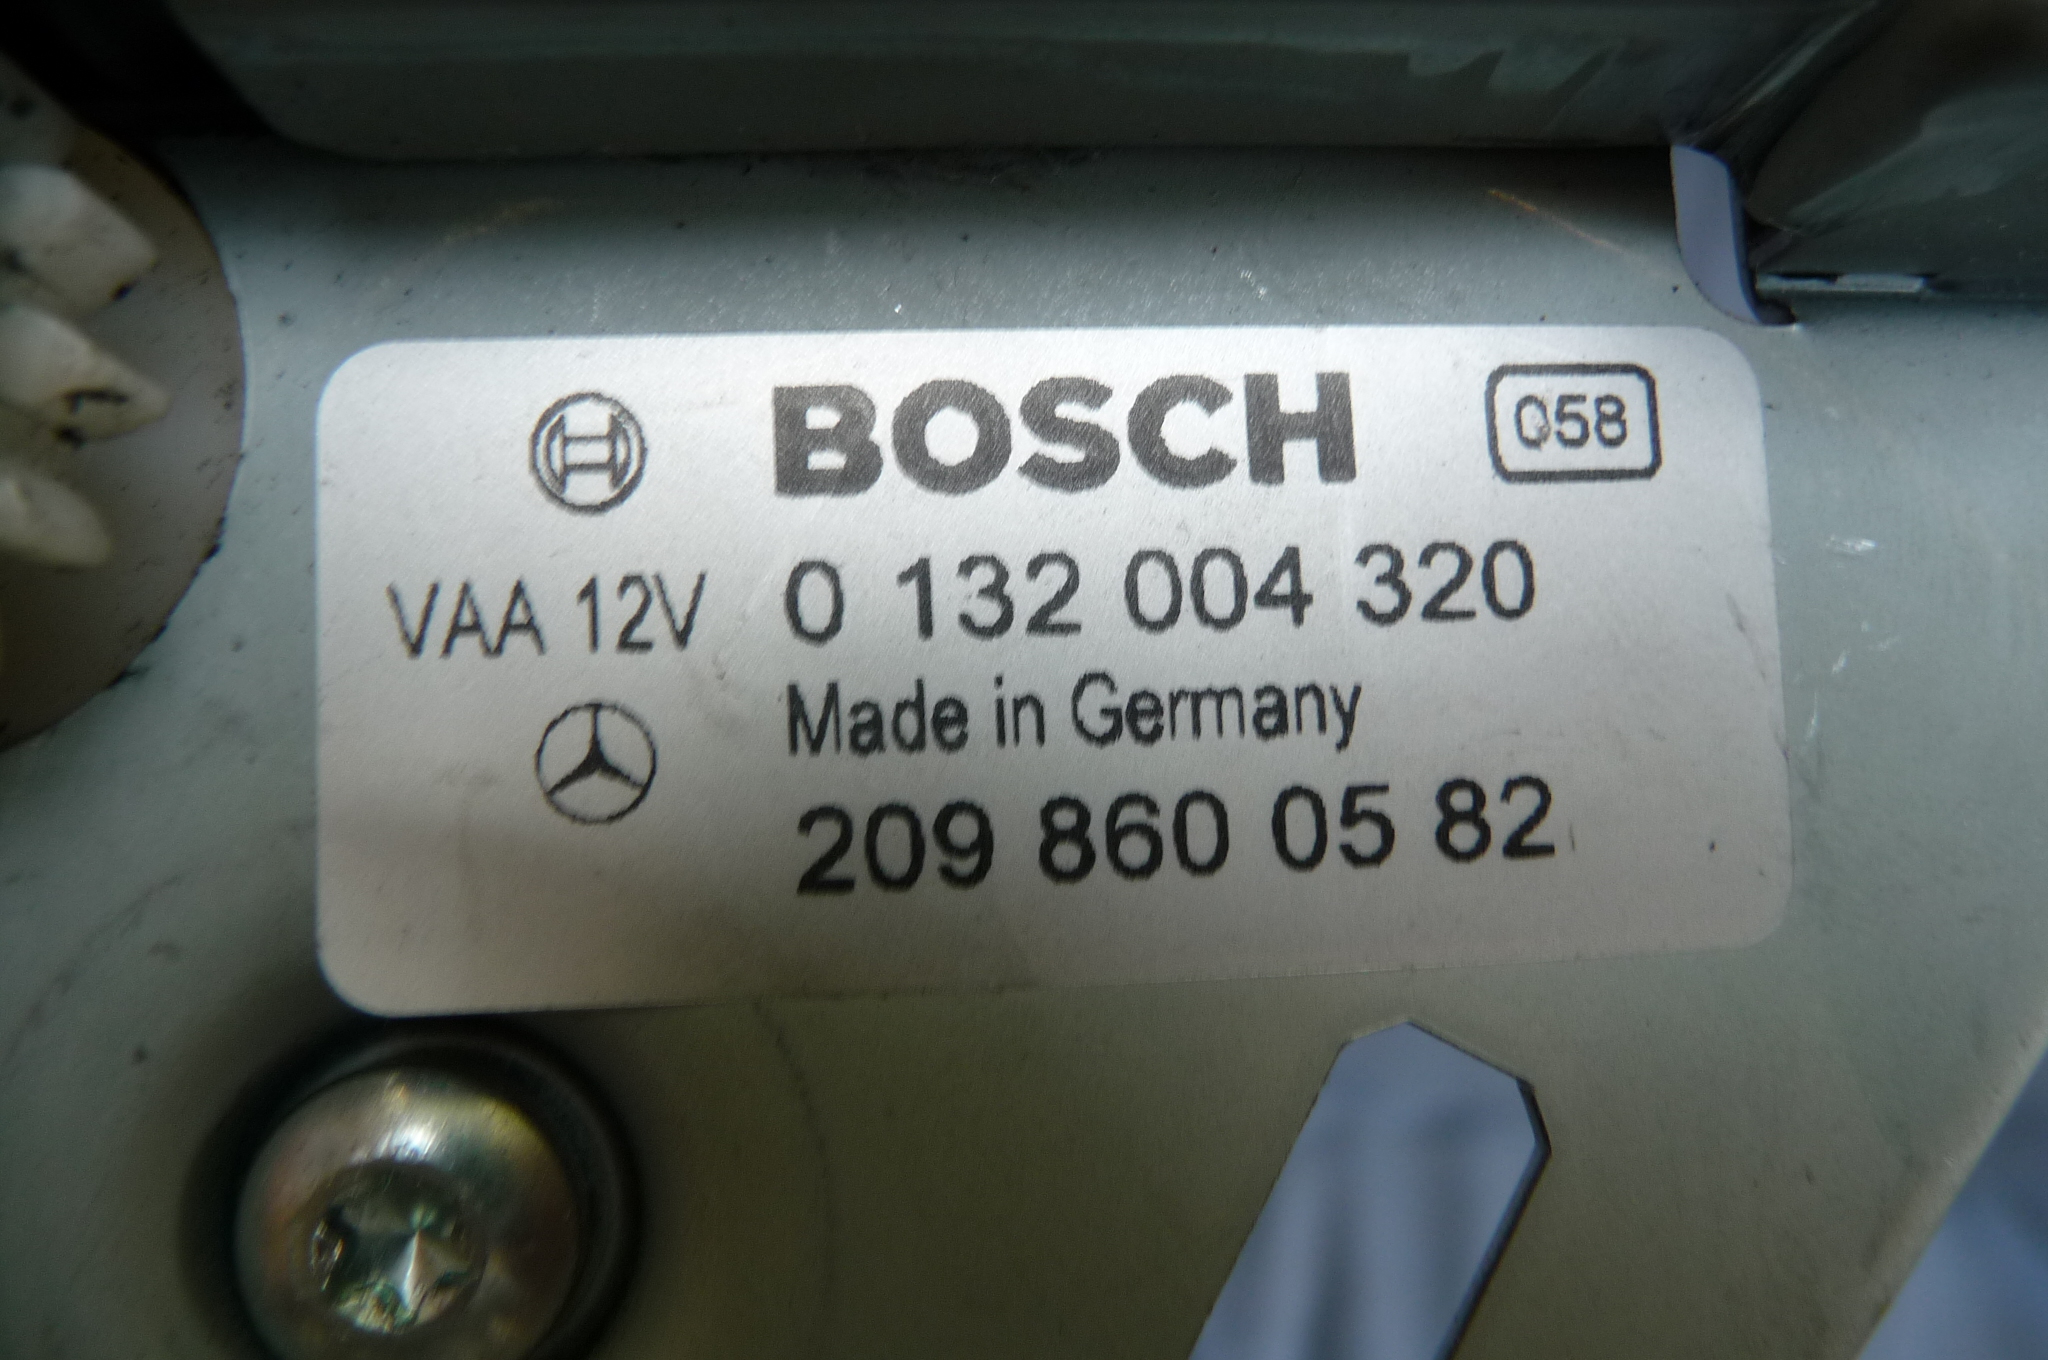 BOSCH 058
VAA 12V 0 132 004 320
Made in Germany
209 860 05 82